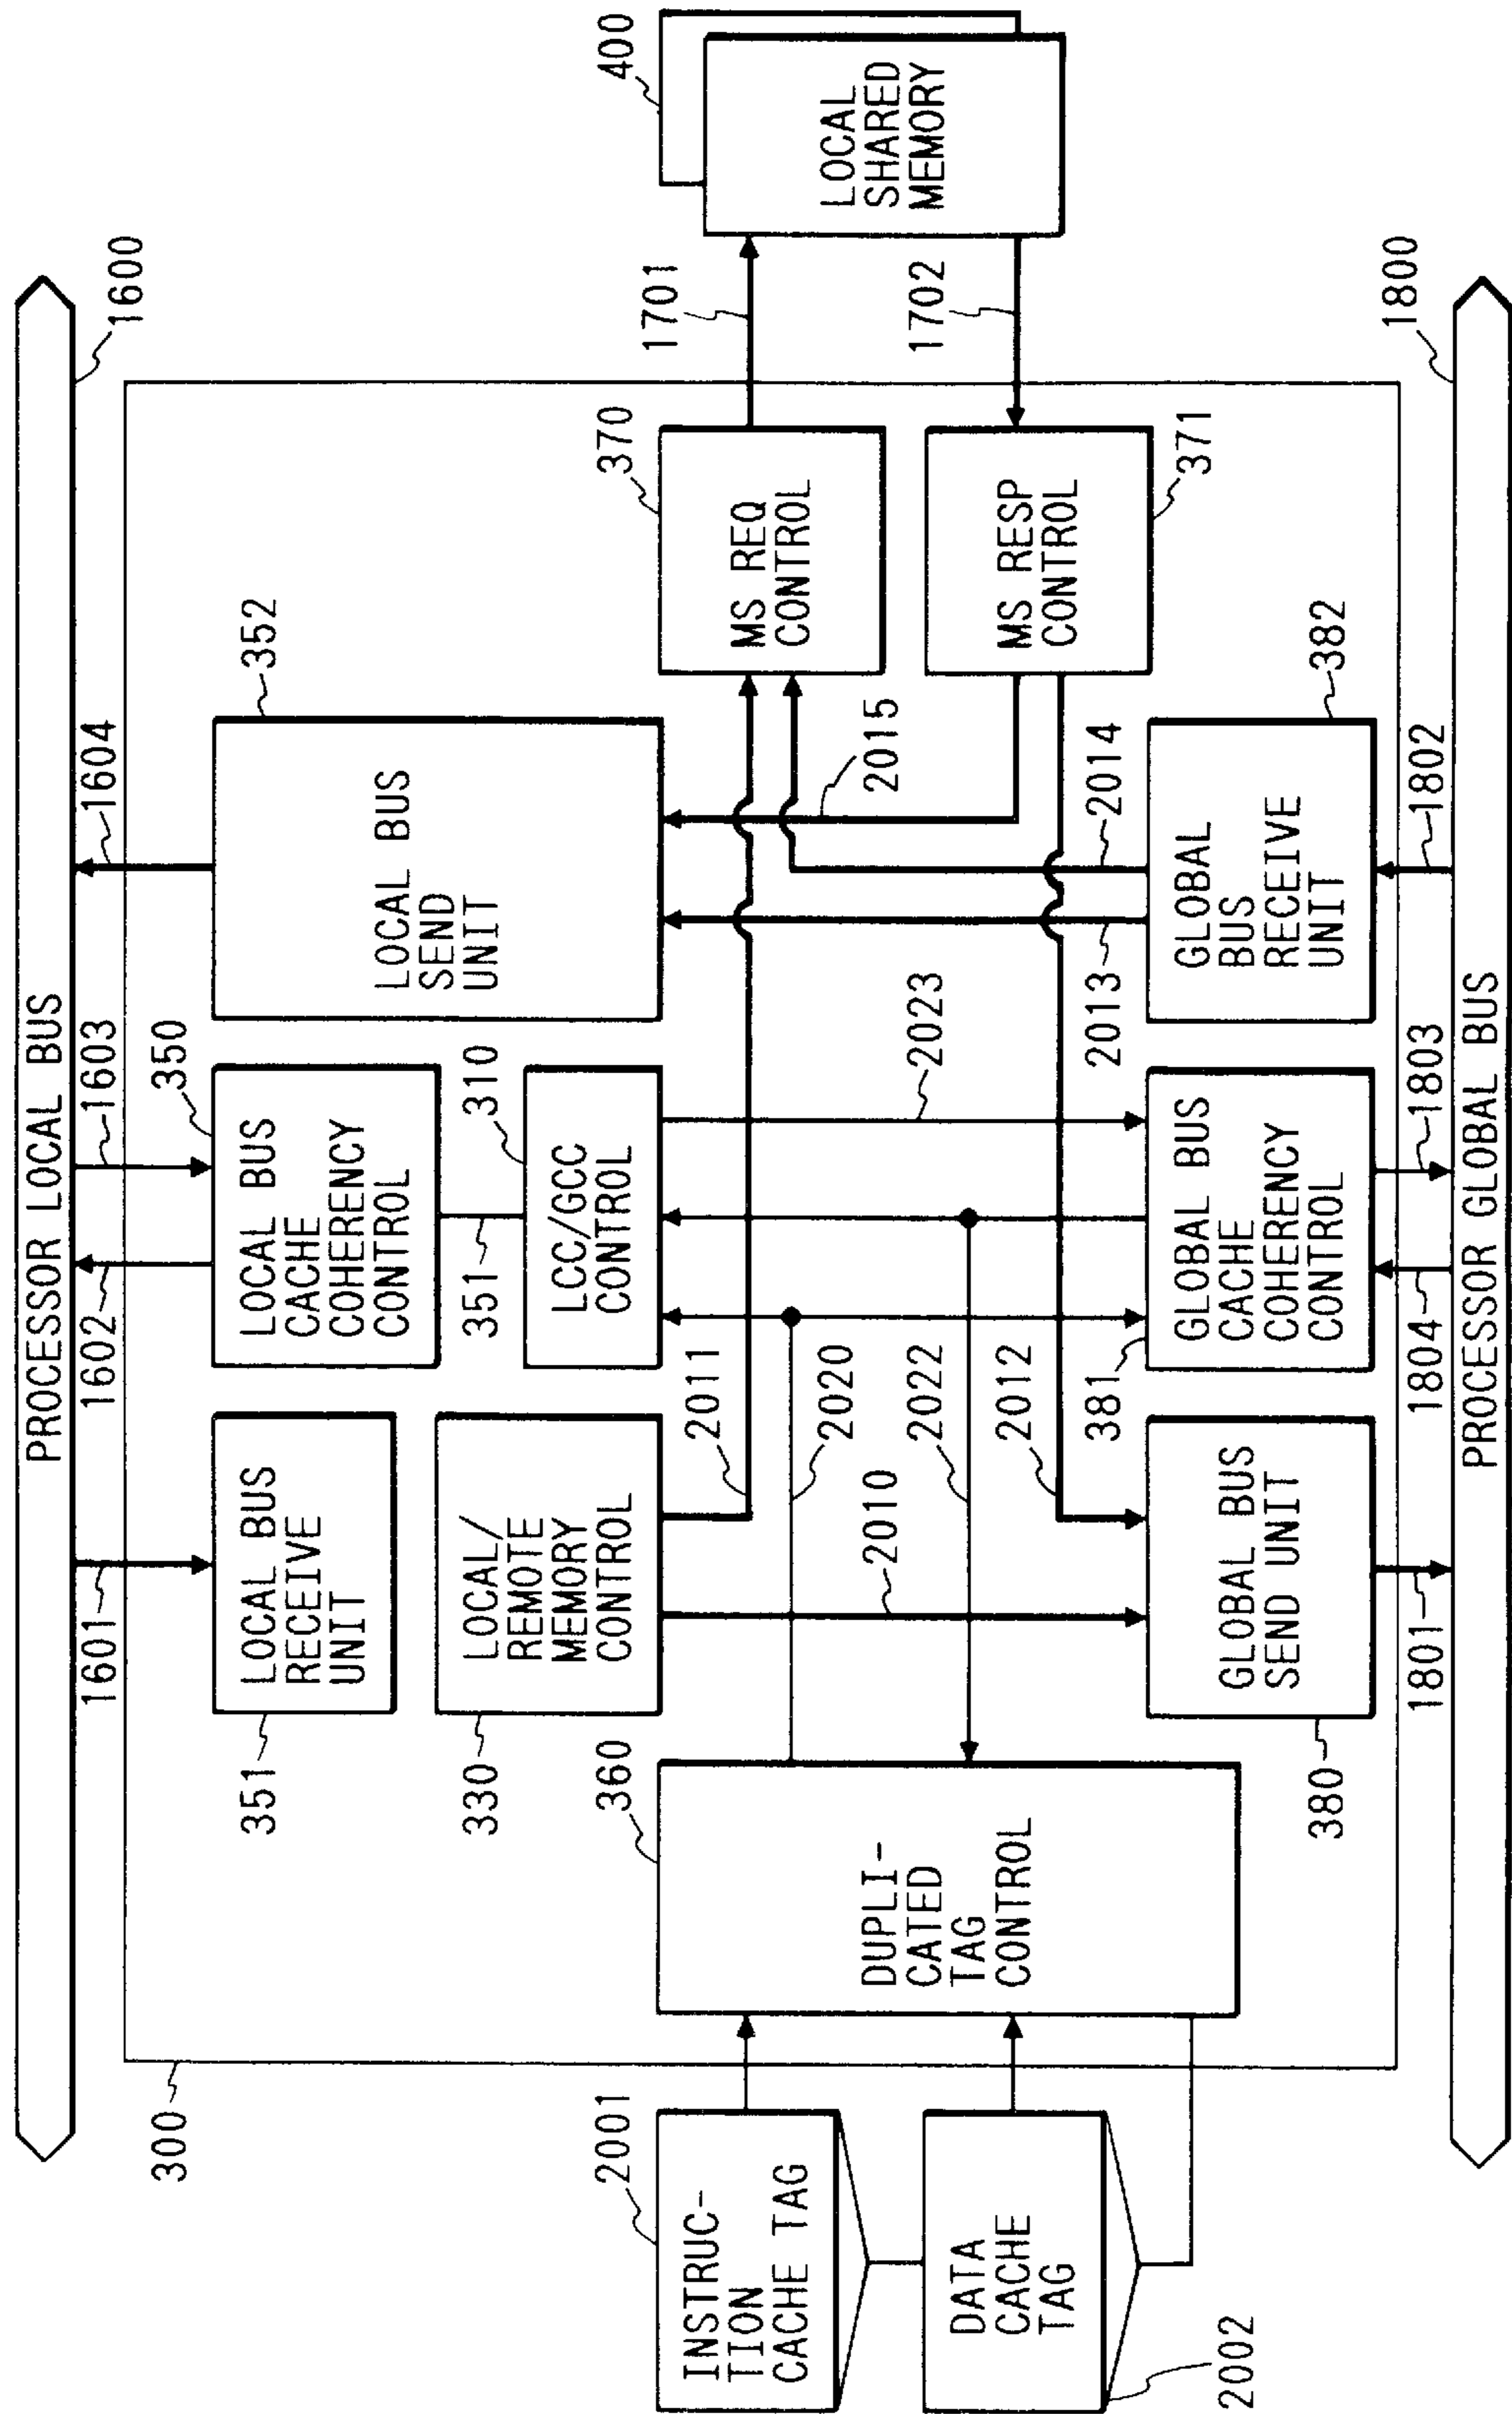 PROCESSOR LOCAL BUS
1600
1601
1602
1603
1604
300
351
LOCAL BUS
RECEIVE
UNIT
350
LOCAL BUS
CACHE
COHERENCY
CONTROL
352
LOCAL BUS
SEND
UNIT
330
LOCAL/
REMOTE
MEMORY
CONTROL
351
310
LCC/GCC
CONTROL
370
MS REQ
CONTROL
1701
400
LOCAL
SHARED
MEMORY
2001
INSTRUC-
TION
CACHE TAG
360
DUPLI-
CATED
TAG
CONTROL
2011
2020
2010
2022
2012
2023
2015
2014
2013
MS RESP
CONTROL
371
1702
DATA
CACHE
TAG
2002
380
GLOBAL BUS
SEND UNIT
381
GLOBAL BUS
CACHE
COHERENCY
CONTROL
382
GLOBAL
BUS
RECEIVE
UNIT
1801
1804
1803
1802
1800
PROCESSOR GLOBAL BUS